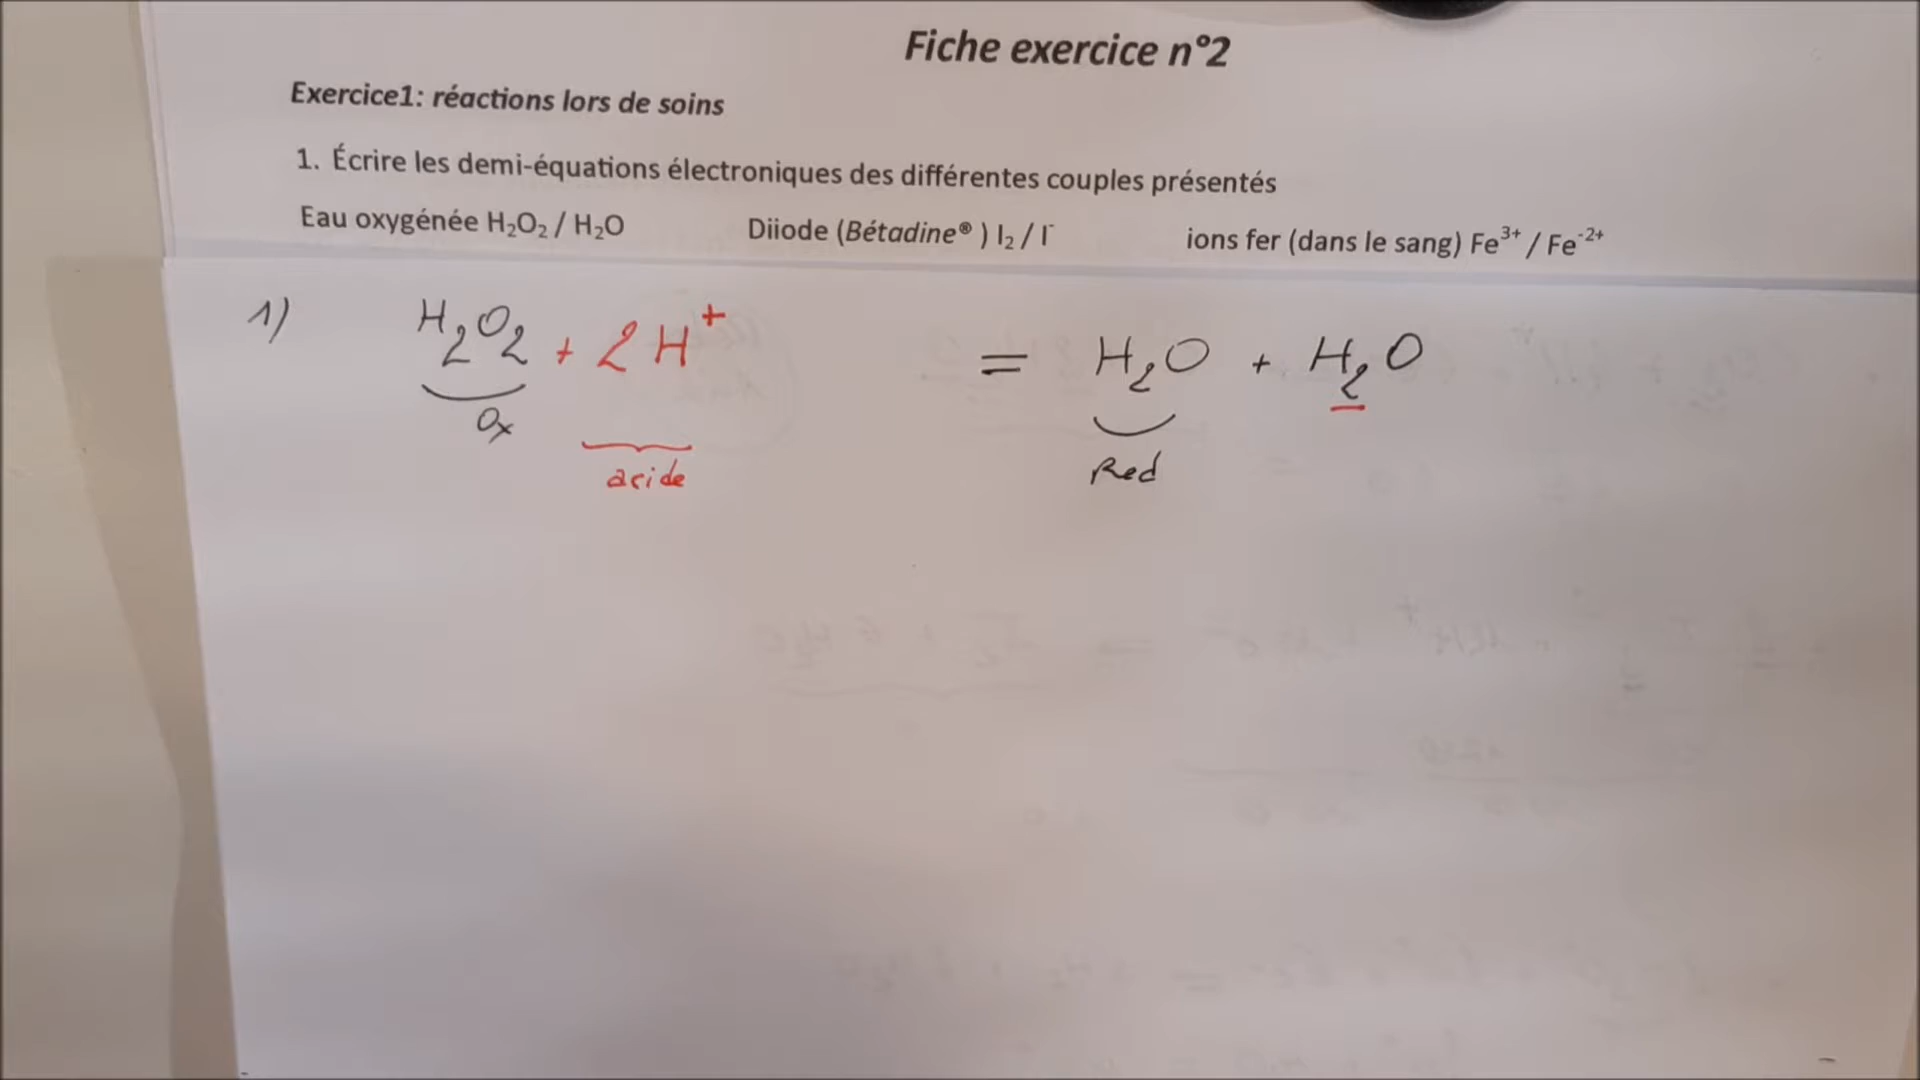 Fiche exercice n°2
Exercice1: réactions lors de soins
1. Écrire les demi-équations électroniques des différentes couples présentés
Eau oxygénée H₂O₂ / H₂O Diiode (Bétadine® ) I₂ / I⁻ ions fer (dans le sang) Fe³⁺ / Fe⁻²⁺
1) H₂O₂ + 2H⁺ = H₂O + H₂O
Ox acide Red